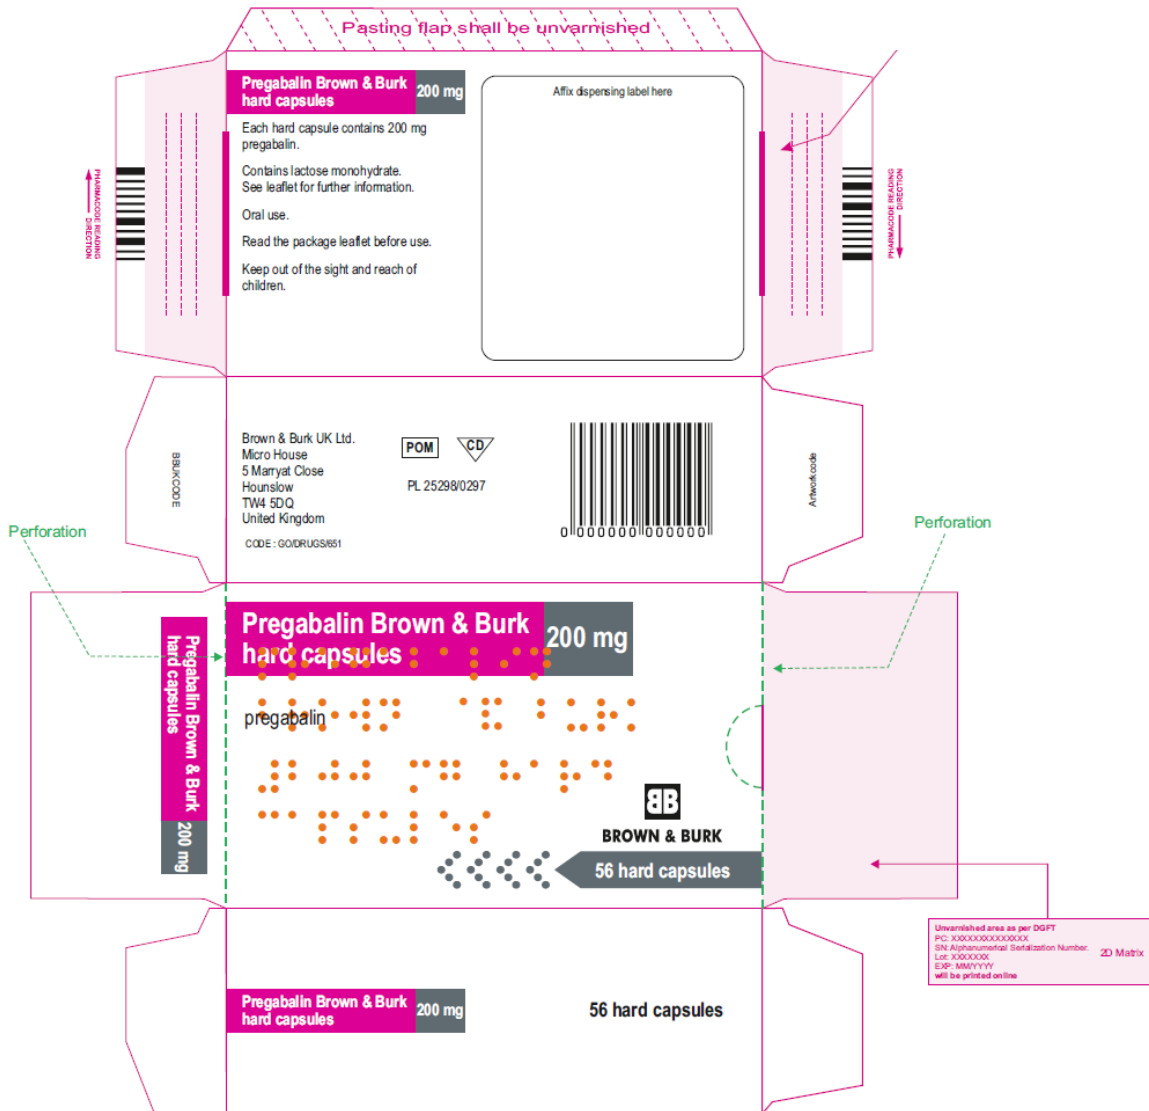 Pasting flap shall be unvarnished
Pregabalin Brown & Burk
hard capsules
200 mg
Each hard capsule contains 200 mg
pregabalin.
Contains lactose monohydrate.
See leaflet for further information.
Oral use.
Read the package leaflet before use.
Keep out of the sight and reach of
children.
Affix dispensing label here
PHARMACODE READING
DIRECTION
PHARMACODE READING
DIRECTION
BBUKCODE
Brown & Burk UK Ltd.
Micro House
5 Marryat Close
Hounslow
TW4 5DQ
United Kingdom
CODE : GO/DRUGS/651
POM
CD
PL 25298/0297
0 000000 000000
Artworkcode
Perforation
Perforation
Pregabalin Brown & Burk
hard capsules
200 mg
Pregabalin Brown & Burk
hard capsules
200 mg
pregabalin
BB
BROWN & BURK
56 hard capsules
Unvarnished area as per DGFT
PC: XXXXXXXXXXXXXX
SN: Alphanumerical Serialization Number.
Lot: XXXXXXX
EXP: MM/YYYY
will be printed online
2D Matrix
Pregabalin Brown & Burk
hard capsules
200 mg
56 hard capsules